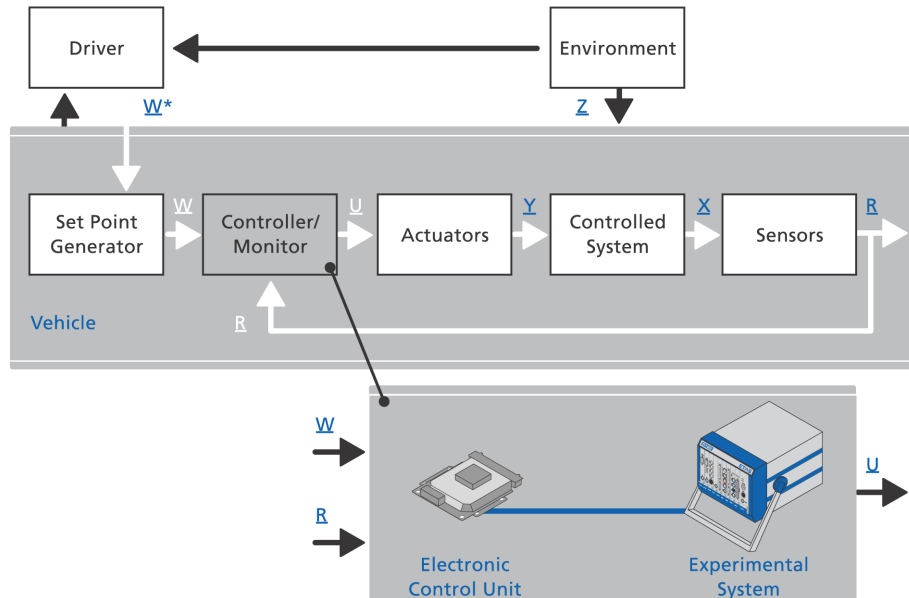 Driver
Environment
W*
Z
Set Point
Generator
W
Controller/
Monitor
U
Actuators
Y
Controlled
System
X
Sensors
R
Vehicle
R
W
R
U
Electronic
Control Unit
Experimental
System